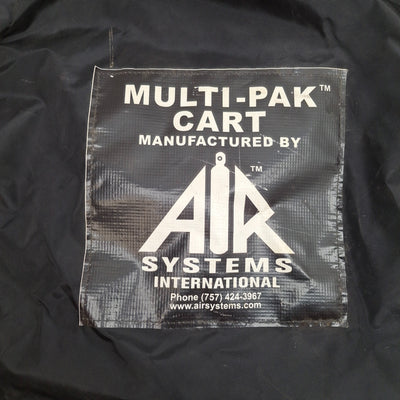 MULTI-PAK™
CART
MANUFACTURED BY
AIR™
SYSTEMS
INTERNATIONAL
Phone (757) 424-3967
www.airsystems.com